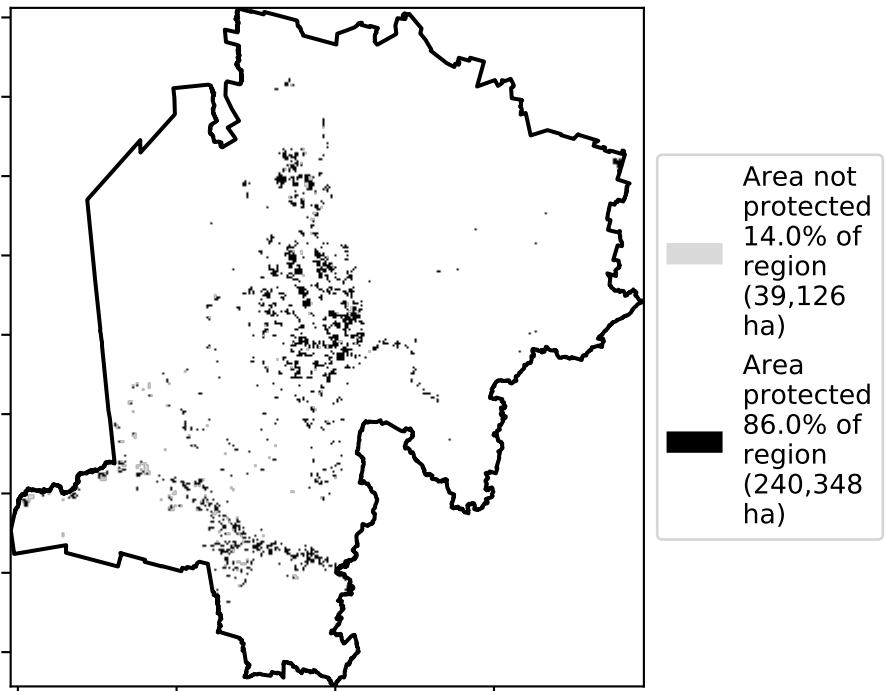 Area not
protected
14.0% of
region
(39,126
ha)
Area
protected
86.0% of
region
(240,348
ha)